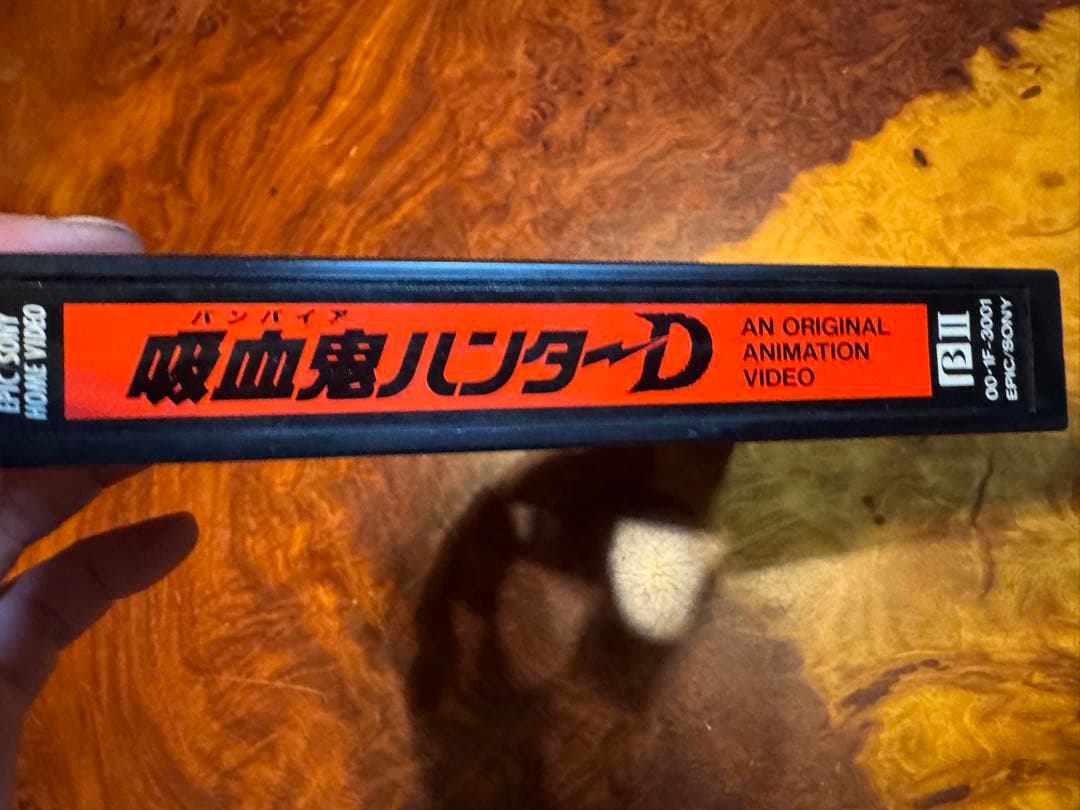 EPIC・SONY
HOME VIDEO
バンパイア
吸血鬼ハンターD
AN ORIGINAL
ANIMATION
VIDEO
βII
00・1F-3001
EPIC/SONY